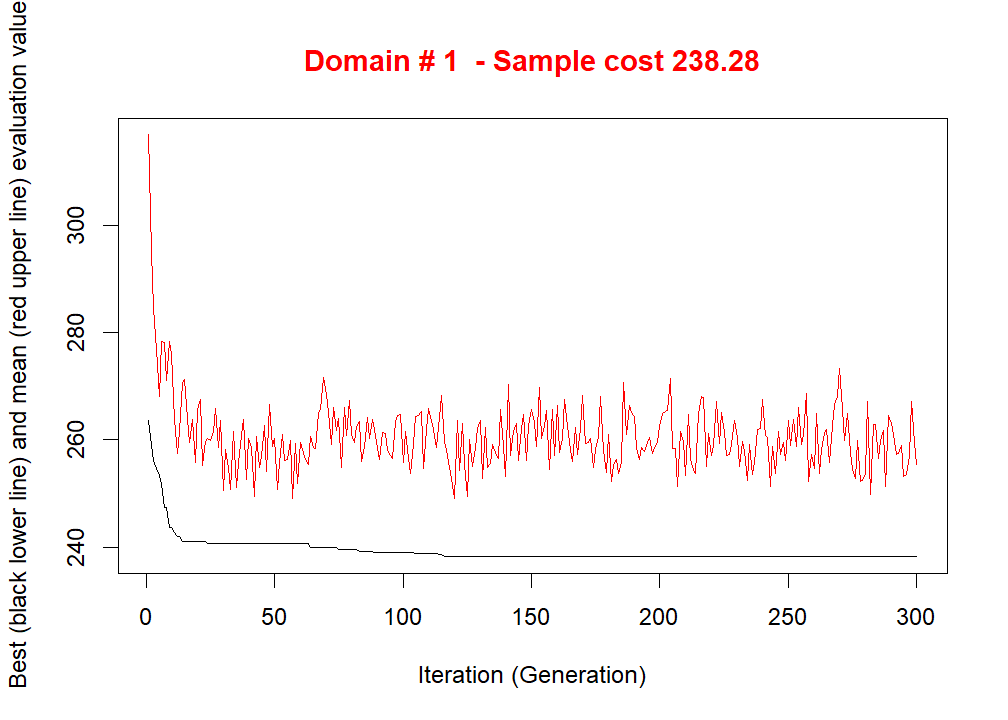 Domain # 1  - Sample cost 238.28
Best (black lower line) and mean (red upper line) evaluation value
300
280
260
240
0 50 100 150 200 250 300
Iteration (Generation)